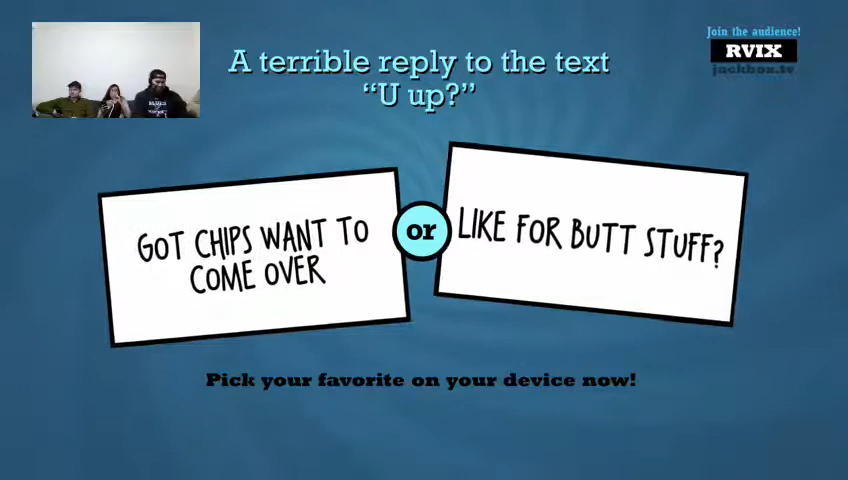 A terrible reply to the text
“U up?”
Join the audience!
RVIX
jackbox.tv
GOT CHIPS WANT TO
COME OVER
or
LIKE FOR BUTT STUFF?
Pick your favorite on your device now!